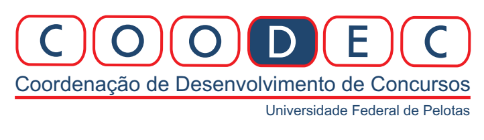 COODEC
Coordenação de Desenvolvimento de Concursos
Universidade Federal de Pelotas